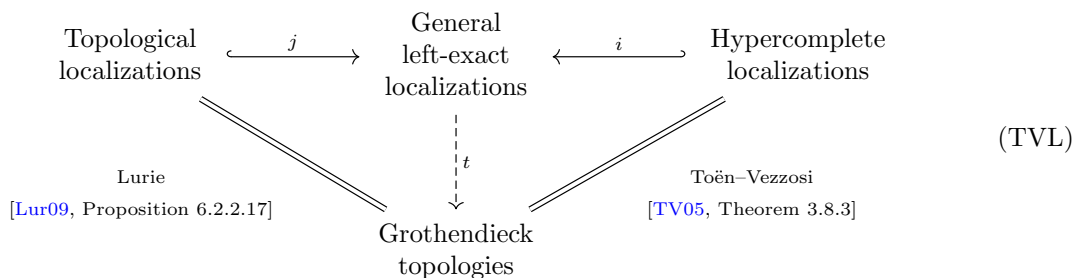 Topological
localizations
j
General
left-exact
localizations
i
Hypercomplete
localizations
(TVL)
t
Lurie
[Lur09, Proposition 6.2.2.17]
Toën–Vezzosi
[TV05, Theorem 3.8.3]
Grothendieck
topologies